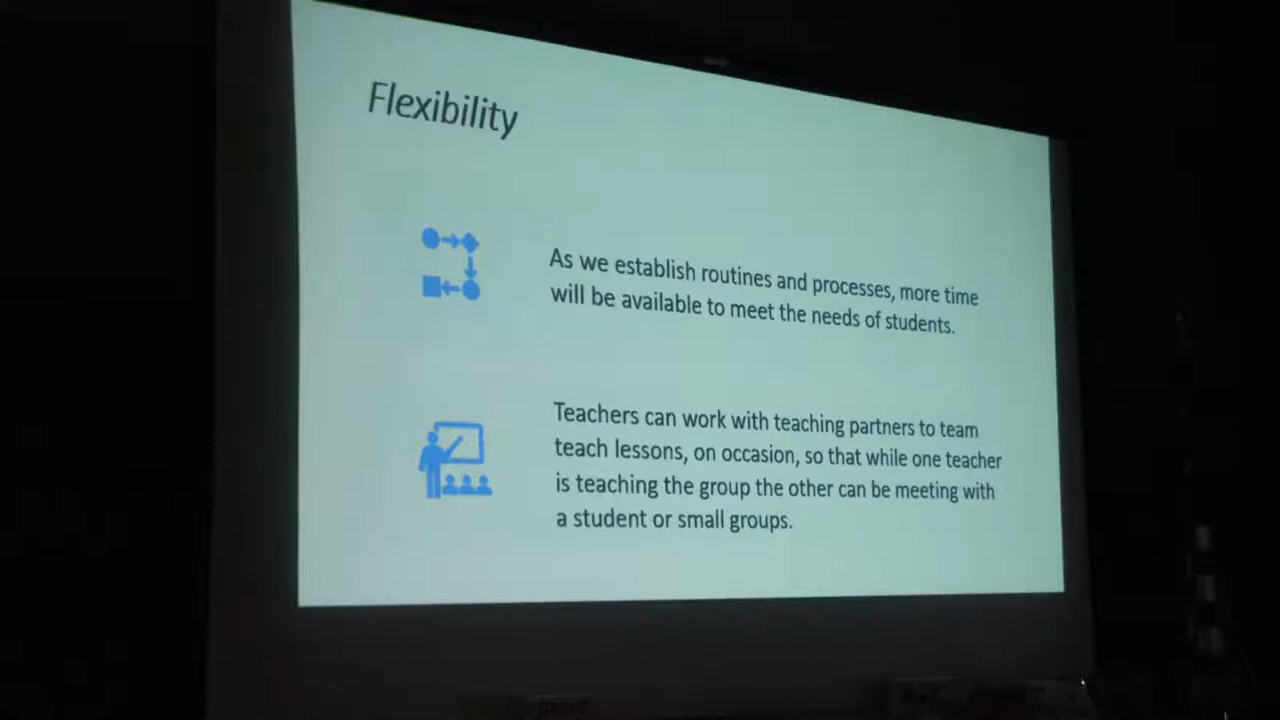 Flexibility
As we establish routines and processes, more time
will be available to meet the needs of students.
Teachers can work with teaching partners to team
teach lessons, on occasion, so that while one teacher
is teaching the group the other can be meeting with
a student or small groups.